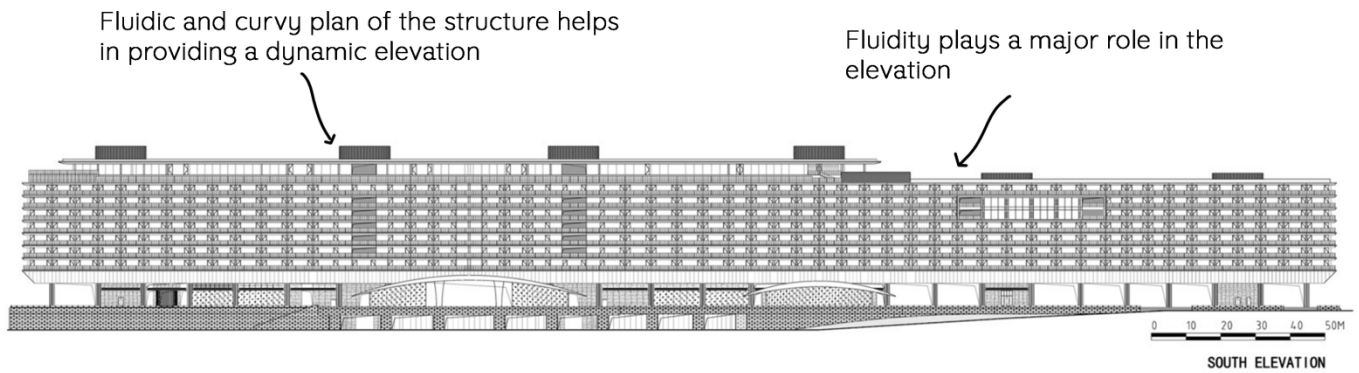 Fluidic and curvy plan of the structure helps
in providing a dynamic elevation
Fluidity plays a major role in the
elevation
0 10 20 30 40 50M
SOUTH ELEVATION